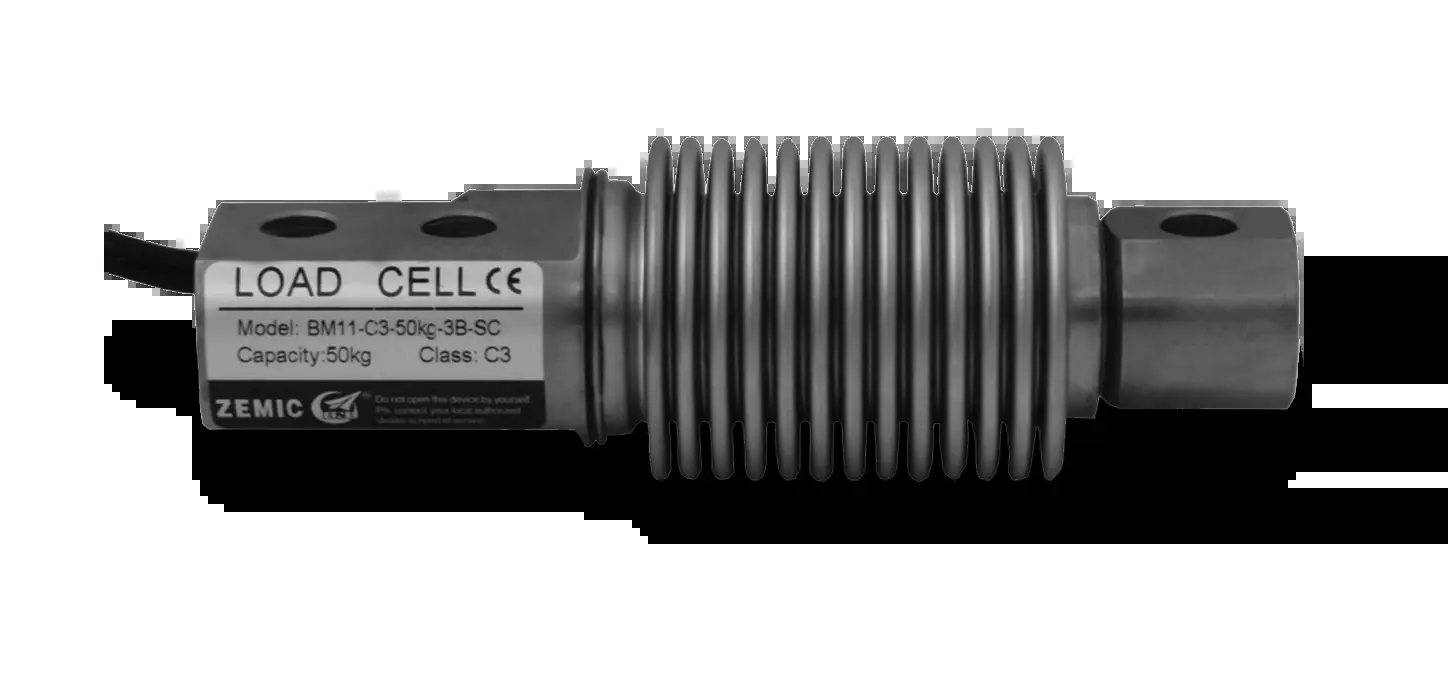 LOAD CELL CE
Model: BM11-C3-50kg-3B-SC
Capacity:50kg Class: C3
ZEMIC
Do not open this device by yourself.
Pls. contact your local authorized
dealer in need of service.